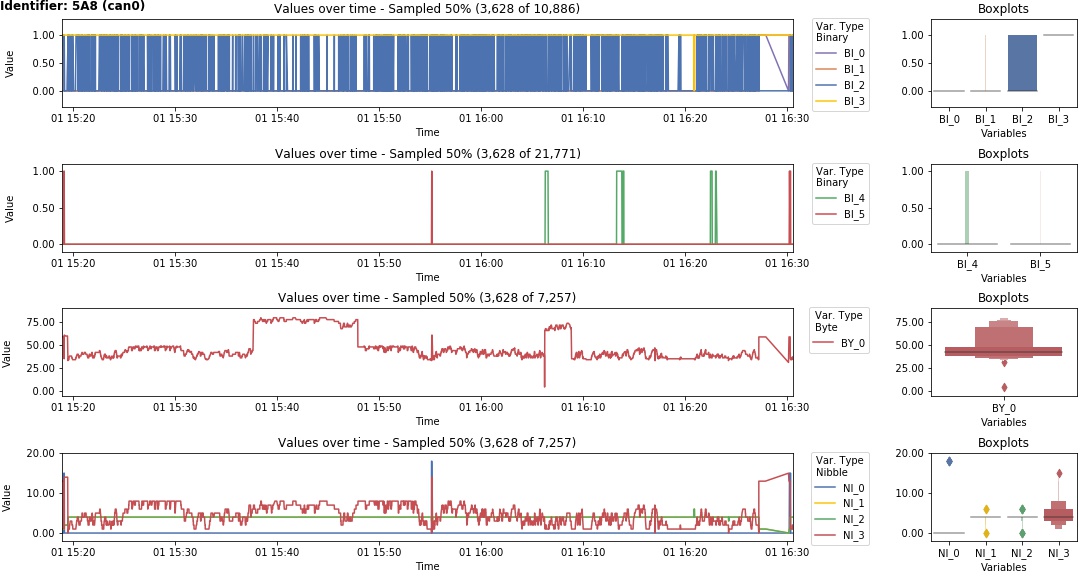 Identifier: 5A8 (can0)
Values over time - Sampled 50% (3,628 of 10,886)
Boxplots
Value
1.00
0.50
0.00
01 15:20 01 15:30 01 15:40 01 15:50 01 16:00 01 16:10 01 16:20 01 16:30
Time
Var. Type
Binary
BI_0
BI_1
BI_2
BI_3
1.00
0.50
0.00
BI_0 BI_1 BI_2 BI_3
Variables
Values over time - Sampled 50% (3,628 of 21,771)
Boxplots
Value
1.00
0.50
0.00
01 15:20 01 15:30 01 15:40 01 15:50 01 16:00 01 16:10 01 16:20 01 16:30
Time
Var. Type
Binary
BI_4
BI_5
1.00
0.50
0.00
BI_4 BI_5
Variables
Values over time - Sampled 50% (3,628 of 7,257)
Boxplots
Value
75.00
50.00
25.00
0.00
01 15:20 01 15:30 01 15:40 01 15:50 01 16:00 01 16:10 01 16:20 01 16:30
Time
Var. Type
Byte
BY_0
75.00
50.00
25.00
0.00
BY_0
Variables
Values over time - Sampled 50% (3,628 of 7,257)
Boxplots
Value
20.00
10.00
0.00
01 15:20 01 15:30 01 15:40 01 15:50 01 16:00 01 16:10 01 16:20 01 16:30
Time
Var. Type
Nibble
NI_0
NI_1
NI_2
NI_3
20.00
10.00
0.00
NI_0 NI_1 NI_2 NI_3
Variables